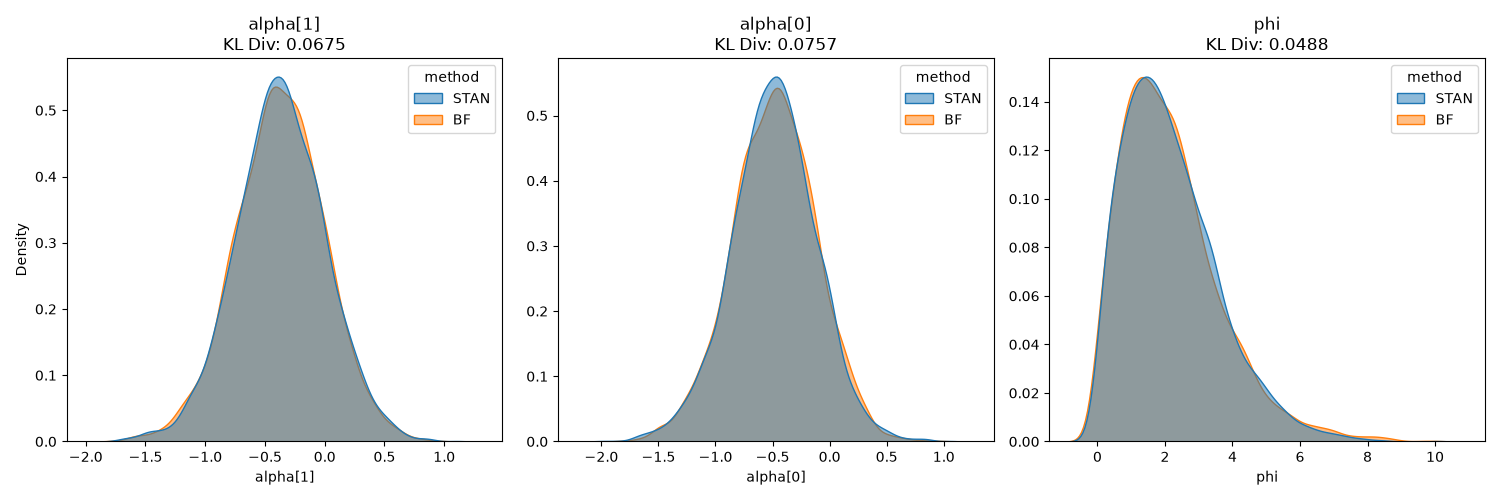 alpha[1]
KL Div: 0.0675
Density
0.5
0.4
0.3
0.2
0.1
0.0
−2.0 −1.5 −1.0 −0.5 0.0 0.5 1.0
alpha[1]
method
STAN
BF
alpha[0]
KL Div: 0.0757
0.5
0.4
0.3
0.2
0.1
0.0
−2.0 −1.5 −1.0 −0.5 0.0 0.5 1.0
alpha[0]
method
STAN
BF
phi
KL Div: 0.0488
0.14
0.12
0.10
0.08
0.06
0.04
0.02
0.00
0 2 4 6 8 10
phi
method
STAN
BF